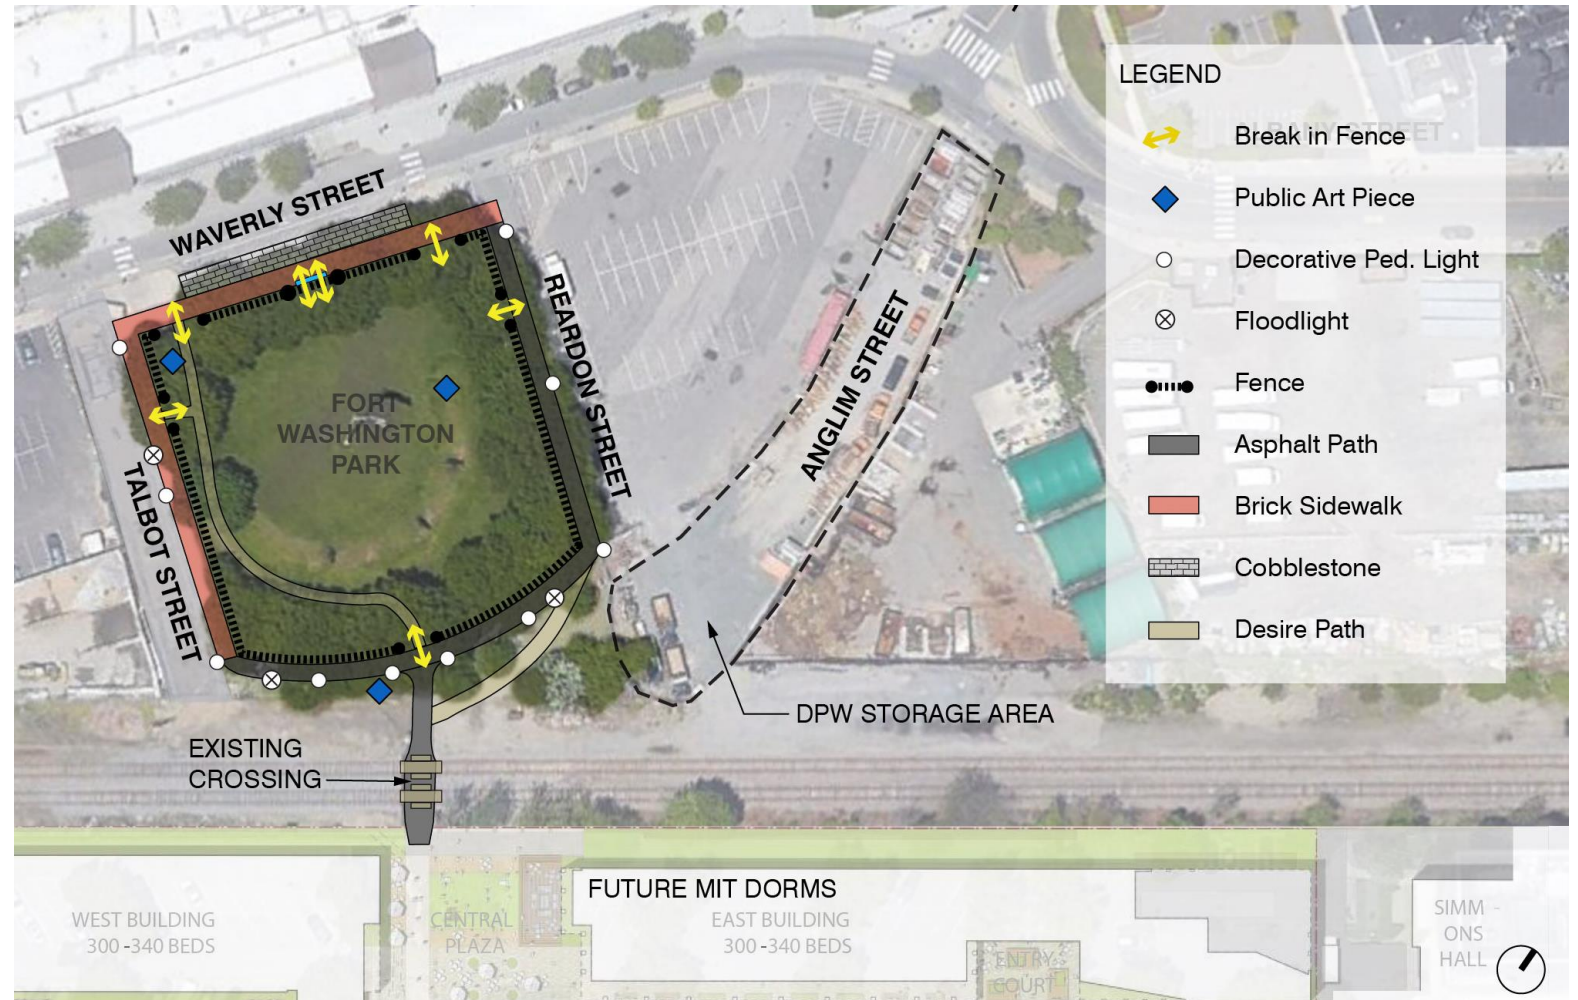 LEGEND
ALBANY STREET
Break in Fence
Public Art Piece
Decorative Ped. Light
Floodlight
Fence
Asphalt Path
Brick Sidewalk
Cobblestone
Desire Path
WAVERLY STREET
REARDON STREET
ANGLIM STREET
TALBOT STREET
FORT
WASHINGTON
PARK
DPW STORAGE AREA
EXISTING
CROSSING
FUTURE MIT DORMS
WEST BUILDING
300 -340 BEDS
CENTRAL
PLAZA
EAST BUILDING
300 -340 BEDS
ENTRY
COURT
SIMM -
ONS
HALL